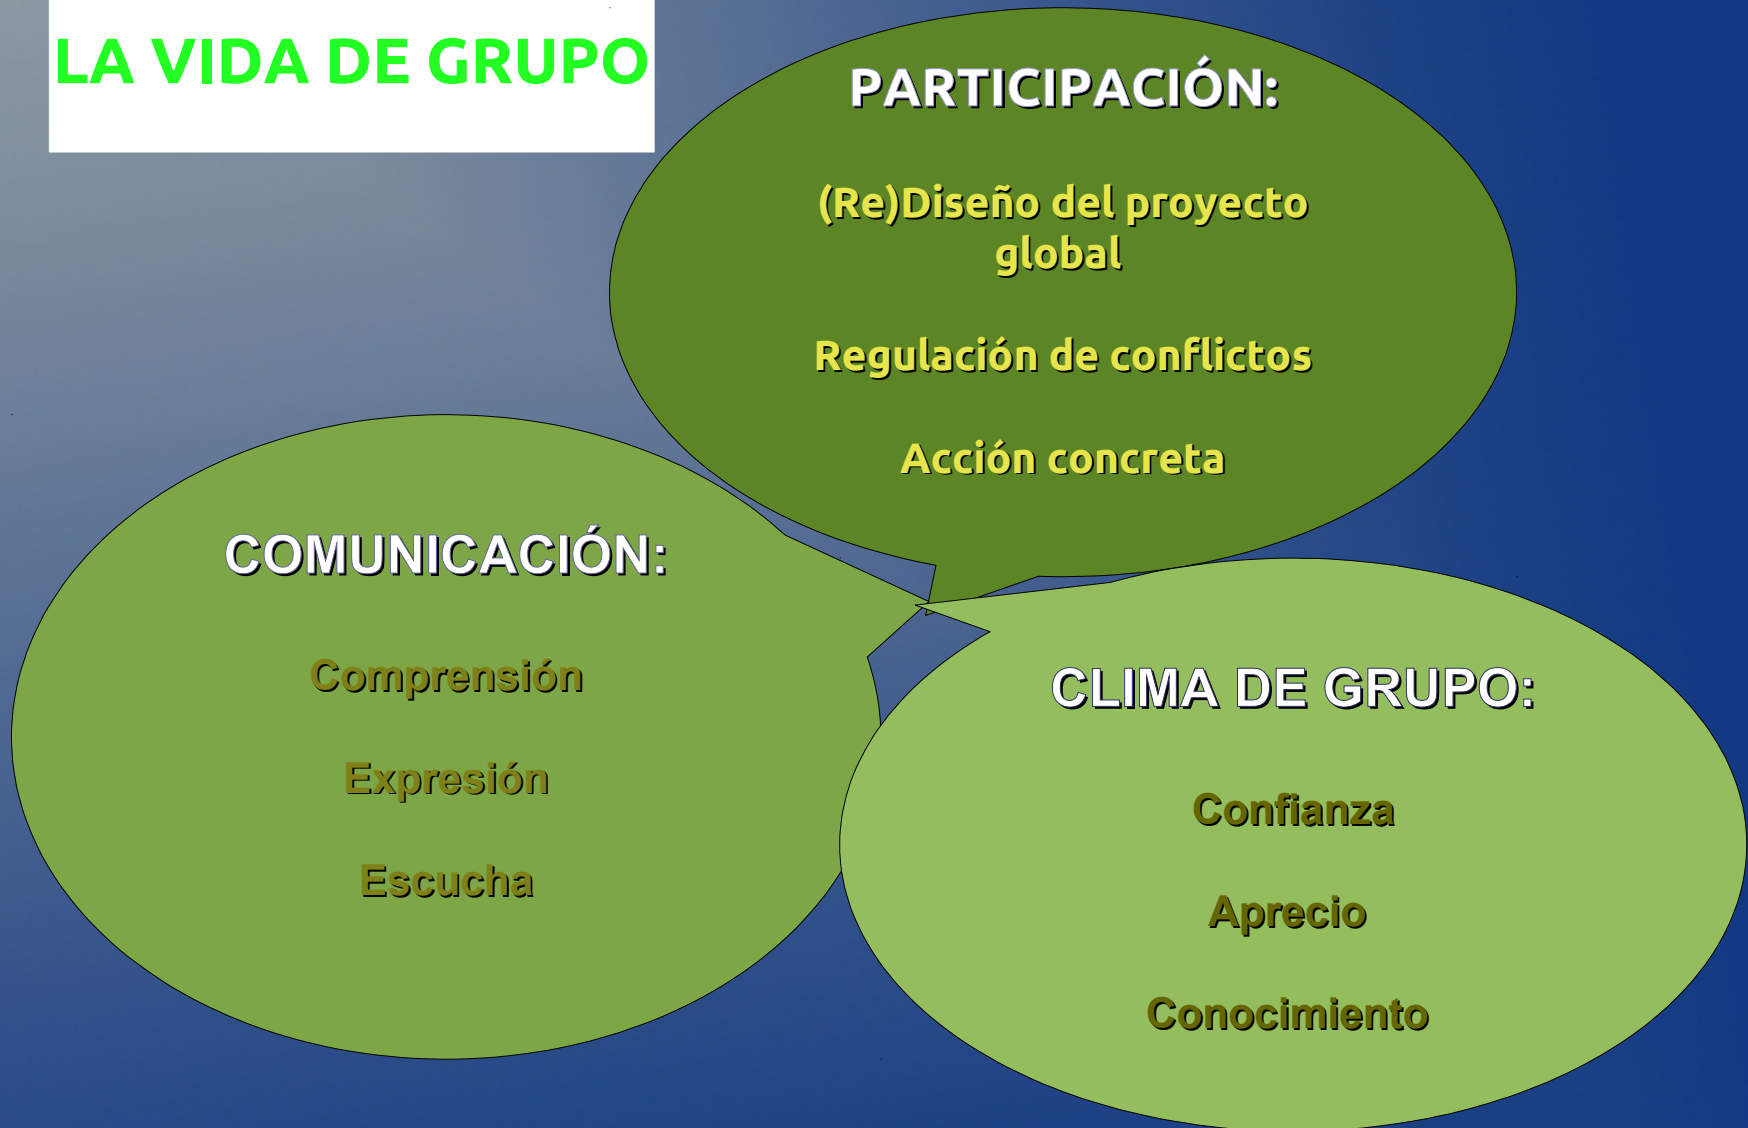 LA VIDA DE GRUPO
PARTICIPACIÓN:
(Re)Diseño del proyecto
global
Regulación de conflictos
Acción concreta
COMUNICACIÓN:
Comprensión
Expresión
Escucha
CLIMA DE GRUPO:
Confianza
Aprecio
Conocimiento